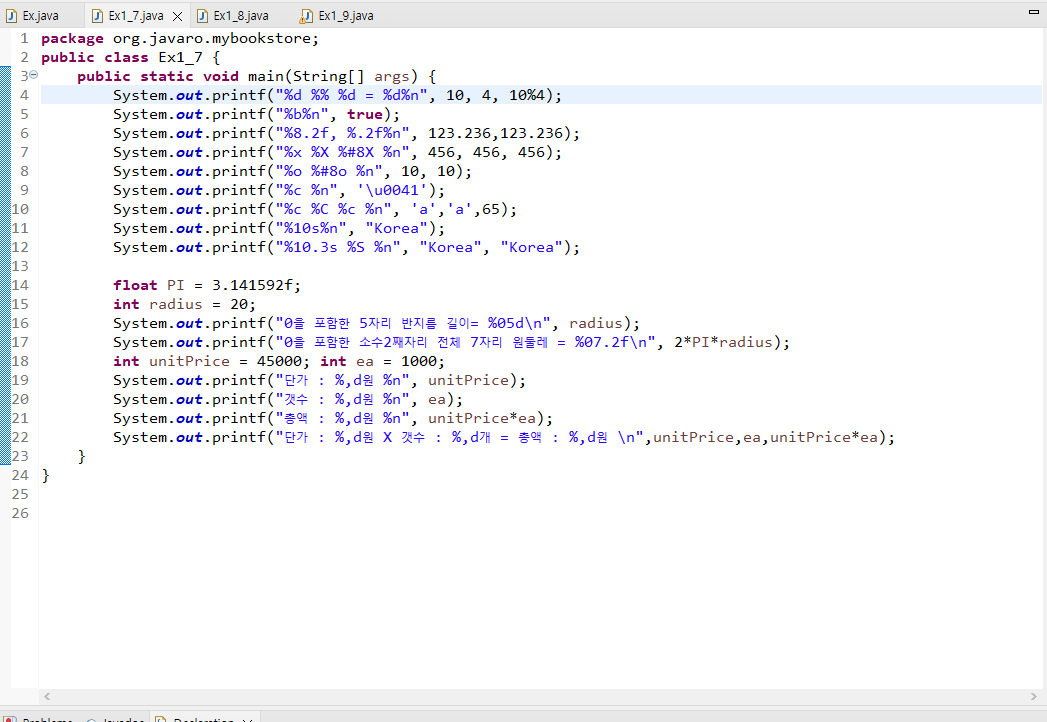 Ex.java Ex1_7.java Ex1_8.java Ex1_9.java
1 package org.javaro.mybookstore;
2 public class Ex1_7 {
3 public static void main(String[] args) {
4 System.out.printf("%d %% %d = %d%n", 10, 4, 10%4);
5 System.out.printf("%b%n", true);
6 System.out.printf("%8.2f, %.2f%n", 123.236,123.236);
7 System.out.printf("%x %X %#8X %n", 456, 456, 456);
8 System.out.printf("%o %#8o %n", 10, 10);
9 System.out.printf("%c %n", '\u0041');
10 System.out.printf("%c %C %c %n", 'a','a',65);
11 System.out.printf("%10s%n", "Korea");
12 System.out.printf("%10.3s %S %n", "Korea", "Korea");
13
14 float PI = 3.141592f;
15 int radius = 20;
16 System.out.printf("0을 포함한 5자리 반지름 길이= %05d\n", radius);
17 System.out.printf("0을 포함한 소수2째자리 전체 7자리 원둘레 = %07.2f\n", 2*PI*radius);
18 int unitPrice = 45000; int ea = 1000;
19 System.out.printf("단가 : %,d원 %n", unitPrice);
20 System.out.printf("갯수 : %,d원 %n", ea);
21 System.out.printf("총액 : %,d원 %n", unitPrice*ea);
22 System.out.printf("단가 : %,d원 X 갯수 : %,d개 = 총액 : %,d원 \n",unitPrice,ea,unitPrice*ea);
23 }
24 }
25
26
Problems Javadoc Declaration